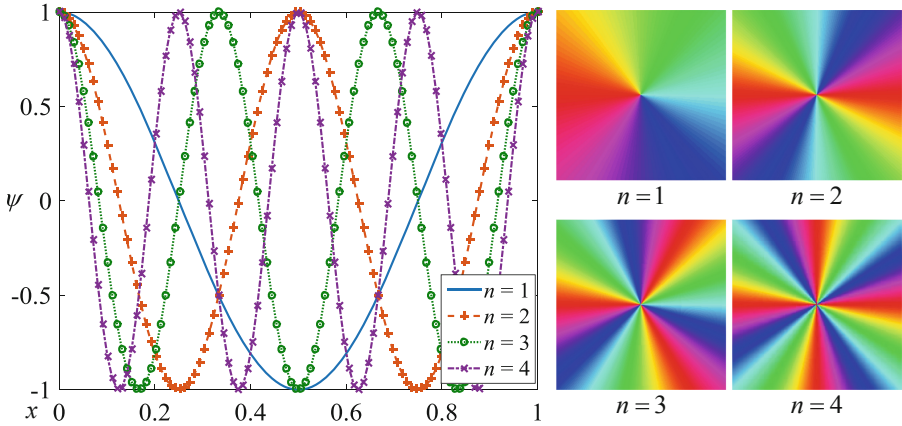 1
0.5
ψ 0
-0.5
-1
x 0 0.2 0.4 0.6 0.8 1
n = 1
n = 2
n = 3
n = 4
n = 1 n = 2
n = 3 n = 4